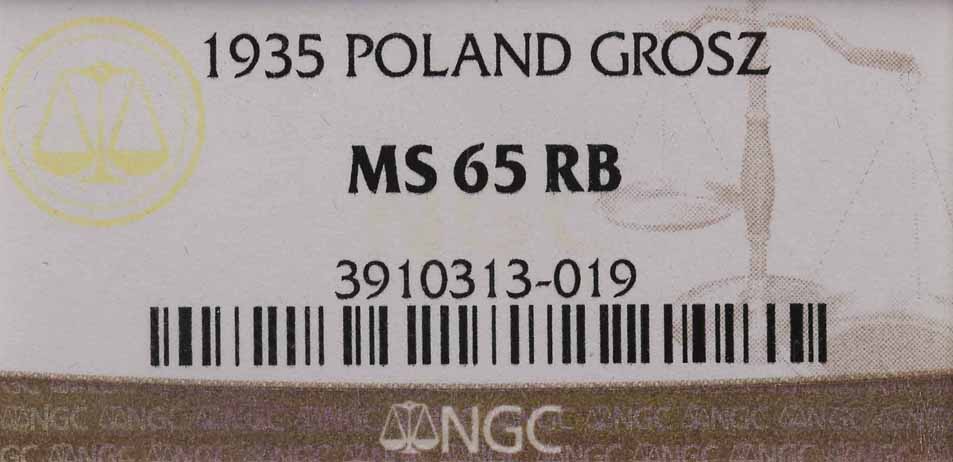 1935 POLAND GROSZ
MS 65 RB
3910313-019
NGC